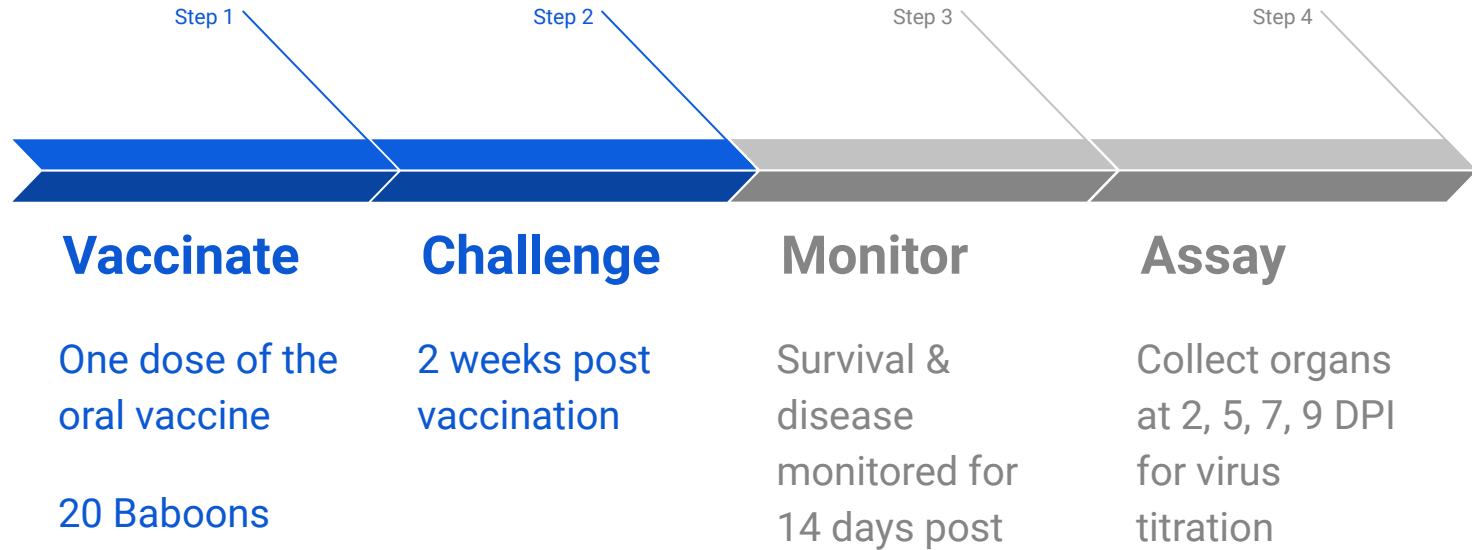 Step 1
Step 2
Step 3
Step 4
Vaccinate
Challenge
Monitor
Assay
One dose of the
oral vaccine
20 Baboons
2 weeks post
vaccination
Survival &
disease
monitored for
14 days post
Collect organs
at 2, 5, 7, 9 DPI
for virus
titration